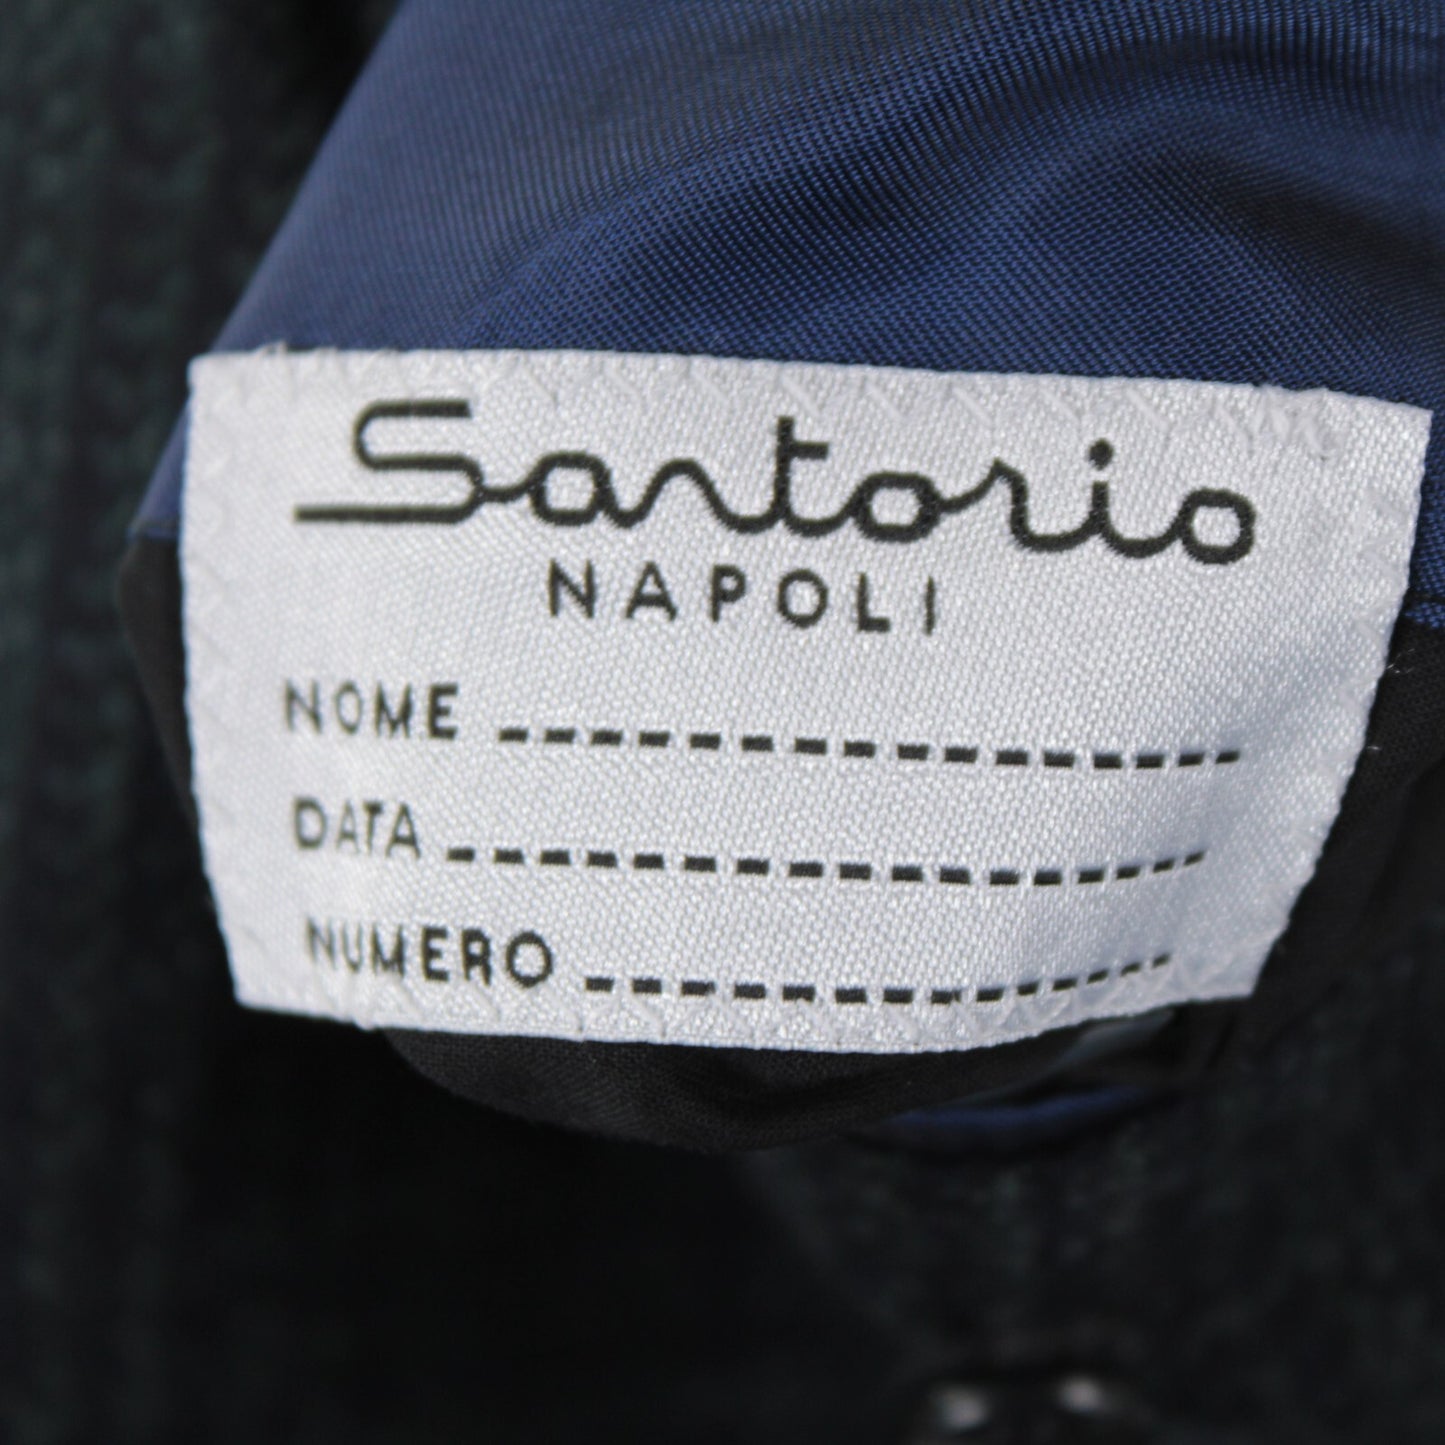 Sartorio
NAPOLI
NOME
DATA
NUMERO